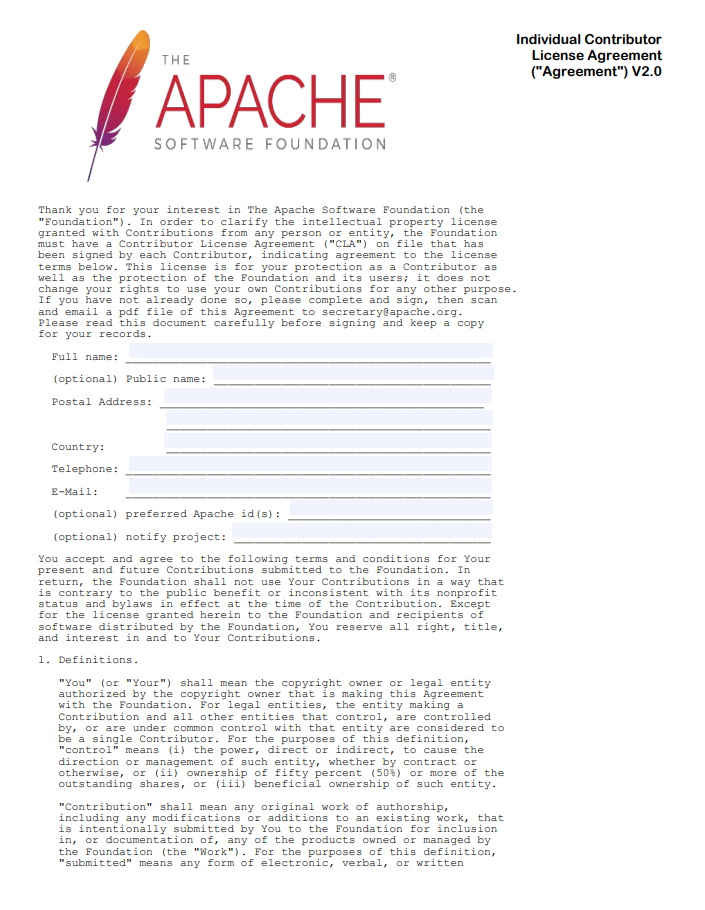 THE
APACHE®
SOFTWARE FOUNDATION
Individual Contributor
License Agreement
("Agreement") V2.0
Thank you for your interest in The Apache Software Foundation (the
"Foundation"). In order to clarify the intellectual property license
granted with Contributions from any person or entity, the Foundation
must have a Contributor License Agreement ("CLA") on file that has
been signed by each Contributor, indicating agreement to the license
terms below. This license is for your protection as a Contributor as
well as the protection of the Foundation and its users; it does not
change your rights to use your own Contributions for any other purpose.
If you have not already done so, please complete and sign, then scan
and email a pdf file of this Agreement to secretary@apache.org.
Please read this document carefully before signing and keep a copy
for your records.
Full name:
(optional) Public name:
Postal Address:
Country:
Telephone:
E-Mail:
(optional) preferred Apache id(s):
(optional) notify project:
You accept and agree to the following terms and conditions for Your
present and future Contributions submitted to the Foundation. In
return, the Foundation shall not use Your Contributions in a way that
is contrary to the public benefit or inconsistent with its nonprofit
status and bylaws in effect at the time of the Contribution. Except
for the license granted herein to the Foundation and recipients of
software distributed by the Foundation, You reserve all right, title,
and interest in and to Your Contributions.
1. Definitions.
"You" (or "Your") shall mean the copyright owner or legal entity
authorized by the copyright owner that is making this Agreement
with the Foundation. For legal entities, the entity making a
Contribution and all other entities that control, are controlled
by, or are under common control with that entity are considered to
be a single Contributor. For the purposes of this definition,
"control" means (i) the power, direct or indirect, to cause the
direction or management of such entity, whether by contract or
otherwise, or (ii) ownership of fifty percent (50%) or more of the
outstanding shares, or (iii) beneficial ownership of such entity.
"Contribution" shall mean any original work of authorship,
including any modifications or additions to an existing work, that
is intentionally submitted by You to the Foundation for inclusion
in, or documentation of, any of the products owned or managed by
the Foundation (the "Work"). For the purposes of this definition,
"submitted" means any form of electronic, verbal, or written